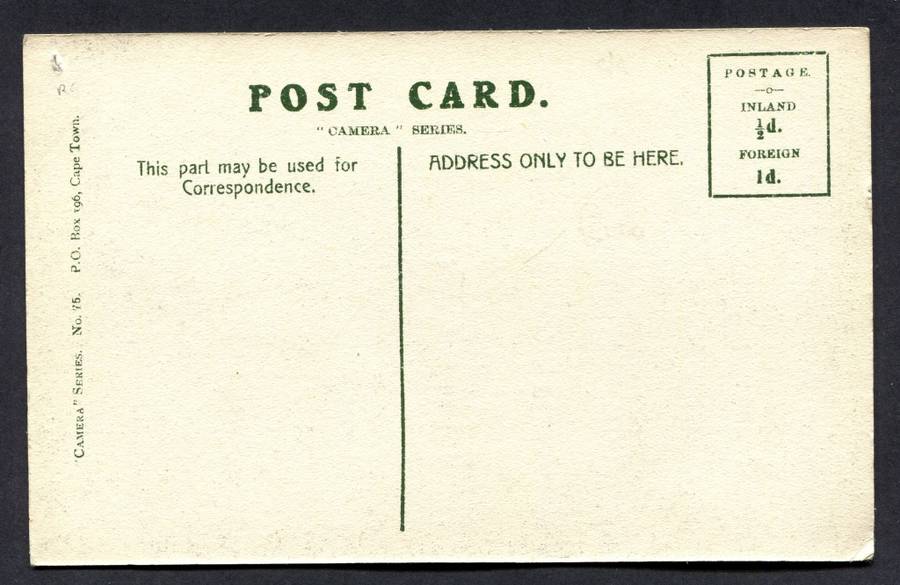 POST CARD.
"CAMERA" SERIES.
This part may be used for
Correspondence.
ADDRESS ONLY TO BE HERE.
POSTAGE.
—o—
INLAND
½d.
FOREIGN
1d.
"CAMERA" SERIES. No. 75. P.O. Box 196, Cape Town.